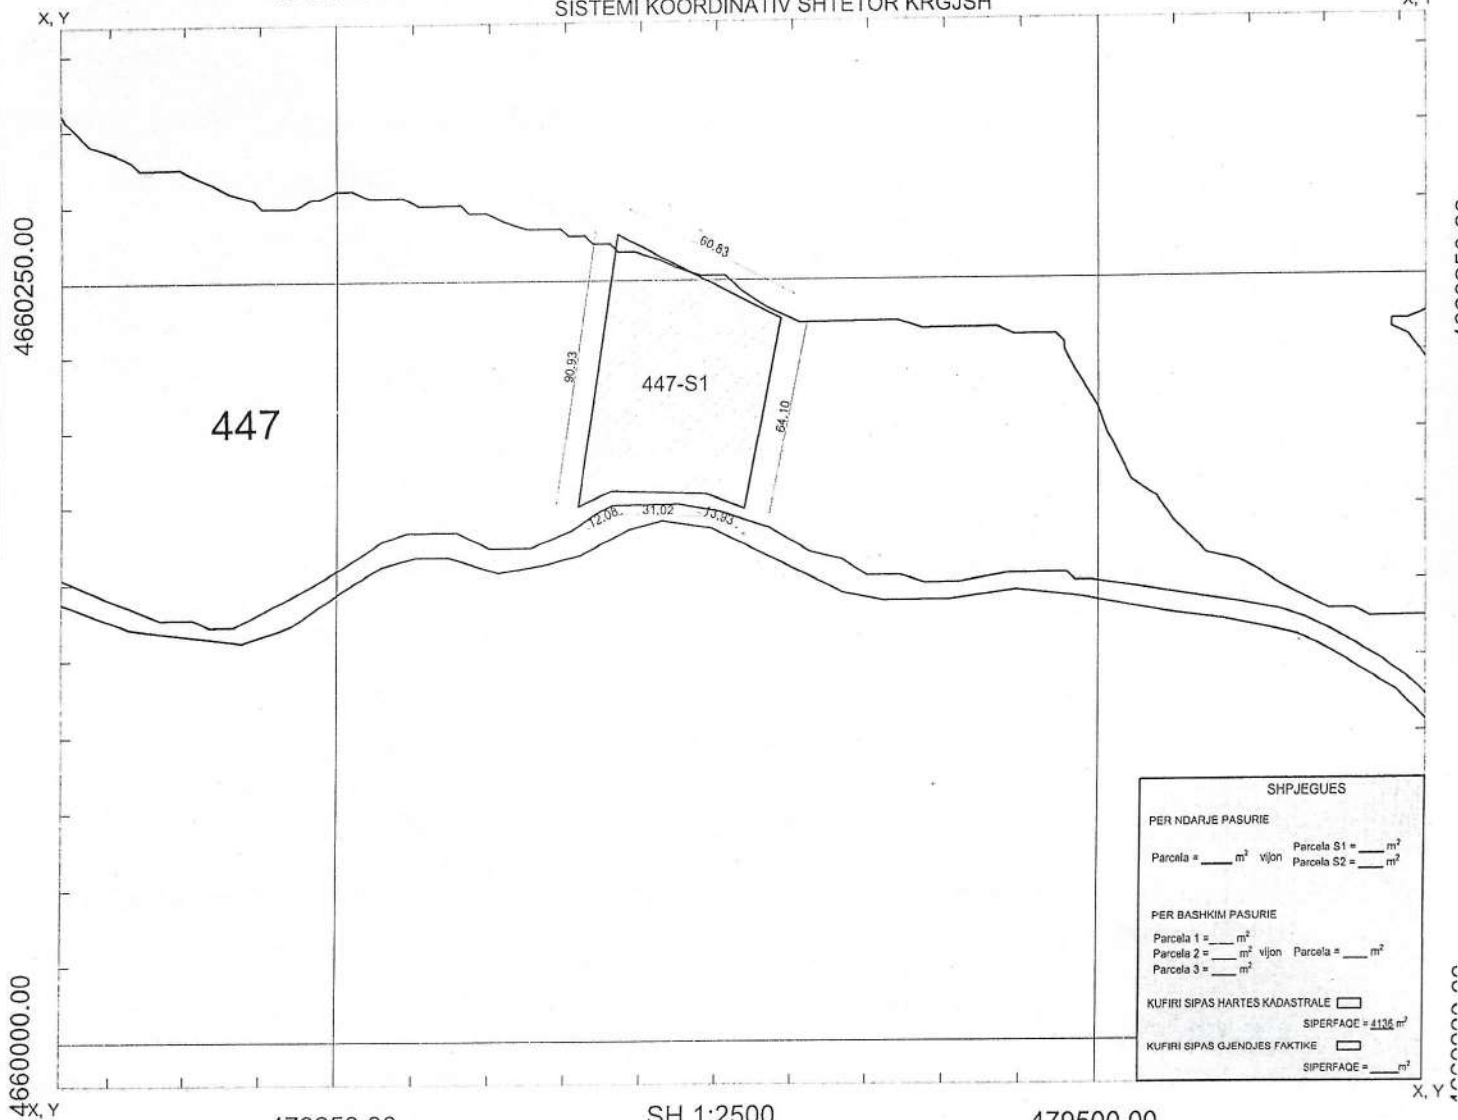 X, Y
SISTEMI KOORDINATIV SHTETOR KRGJSH
4660250.00
60.83
90.93
447-S1
64.10
447
12.08
31.02
13.93
SHPJEGUES
PER NDARJE PASURIE
Parcela = ____ m² vijon Parcela S1 = ____ m²
Parcela S2 = ____ m²
PER BASHKIM PASURIE
Parcela 1 = ____ m²
Parcela 2 = ____ m² vijon Parcela = ____ m²
Parcela 3 = ____ m²
KUFIRI SIPAS HARTES KADASTRALE
SIPERFAQE = 4136 m²
KUFIRI SIPAS GJENDJES FAKTIKE
SIPERFAQE = ____ m²
4660000.00
X, Y
X, Y
SH 1:2500
479500.00